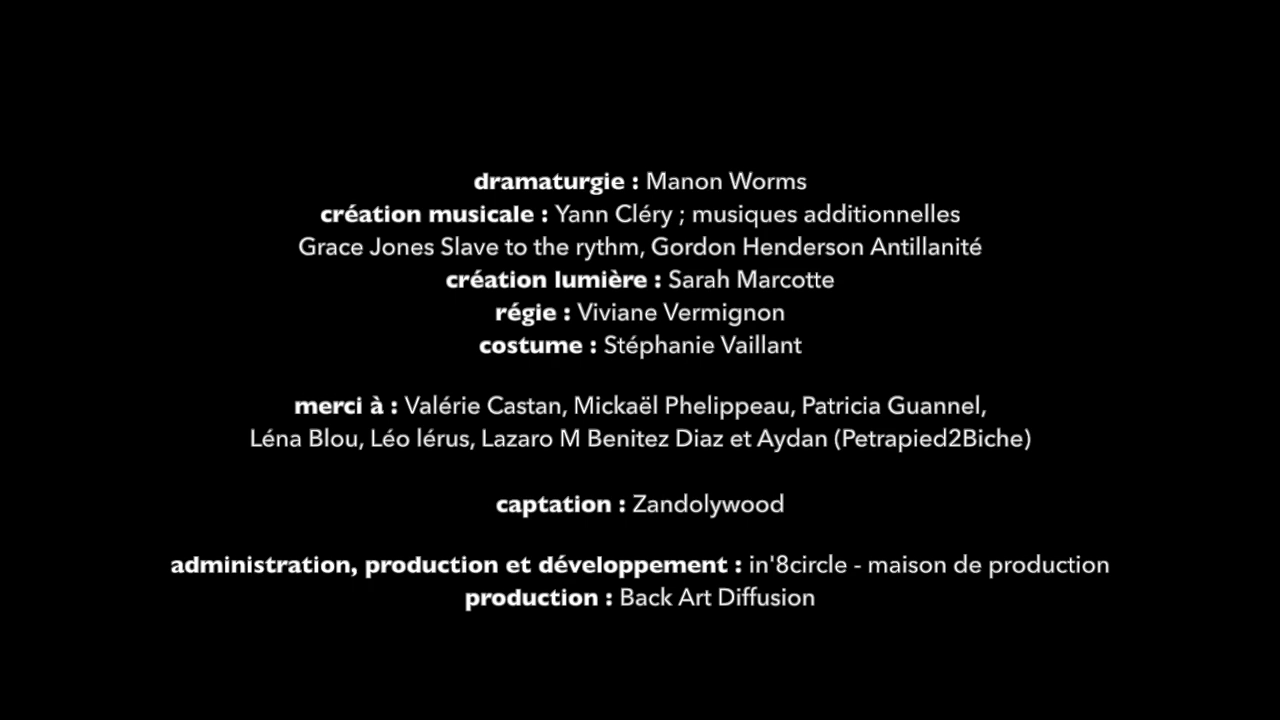 dramaturgie : Manon Worms
création musicale : Yann Cléry ; musiques additionnelles
Grace Jones Slave to the rythm, Gordon Henderson Antillanité
création lumière : Sarah Marcotte
régie : Viviane Vermignon
costume : Stéphanie Vaillant
merci à : Valérie Castan, Mickaël Phelippeau, Patricia Guannel,
Léna Blou, Léo lérus, Lazaro M Benitez Diaz et Aydan (Petrapied2Biche)
captation : Zandolywood
administration, production et développement : in'8circle - maison de production
production : Back Art Diffusion